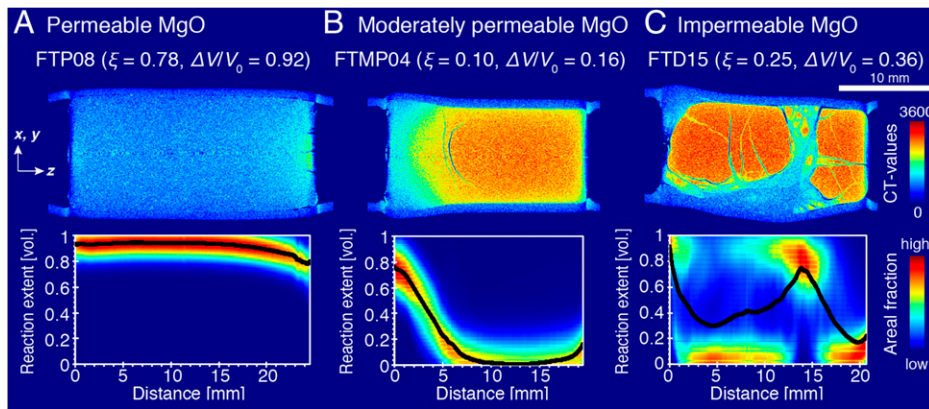 A Permeable MgO
FTP08 (ξ = 0.78, ΔV/V0 = 0.92)
B Moderately permeable MgO
FTMP04 (ξ = 0.10, ΔV/V0 = 0.16)
C Impermeable MgO
FTD15 (ξ = 0.25, ΔV/V0 = 0.36)
10 mm
x, y
z
3600
CT-values
0
Reaction extent [vol.]
1
0.8
0.6
0.4
0.2
0
0 5 10 15 20
Distance [mm]
Reaction extent [vol.]
1
0.8
0.6
0.4
0.2
0
0 5 10 15
Distance [mm]
Reaction extent [vol.]
1
0.8
0.6
0.4
0.2
0
0 5 10 15 20
Distance [mm]
high
Areal fraction
low